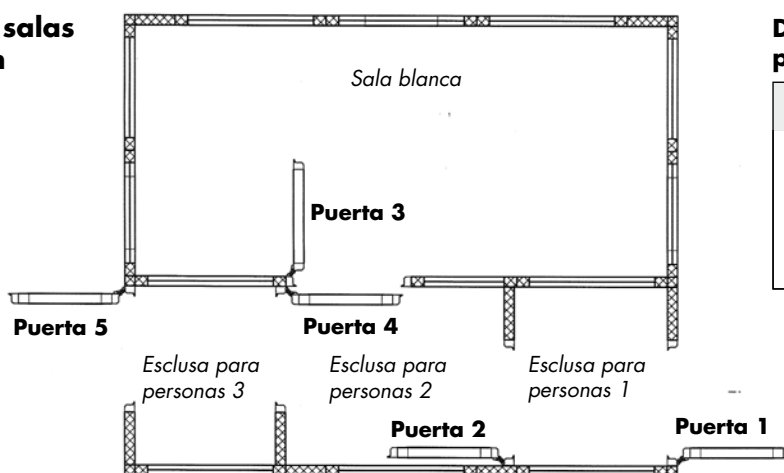 salas
Sala blanca
Puerta 3
Puerta 5
Puerta 4
Esclusa para
personas 3
Esclusa para
personas 2
Esclusa para
personas 1
Puerta 2
Puerta 1